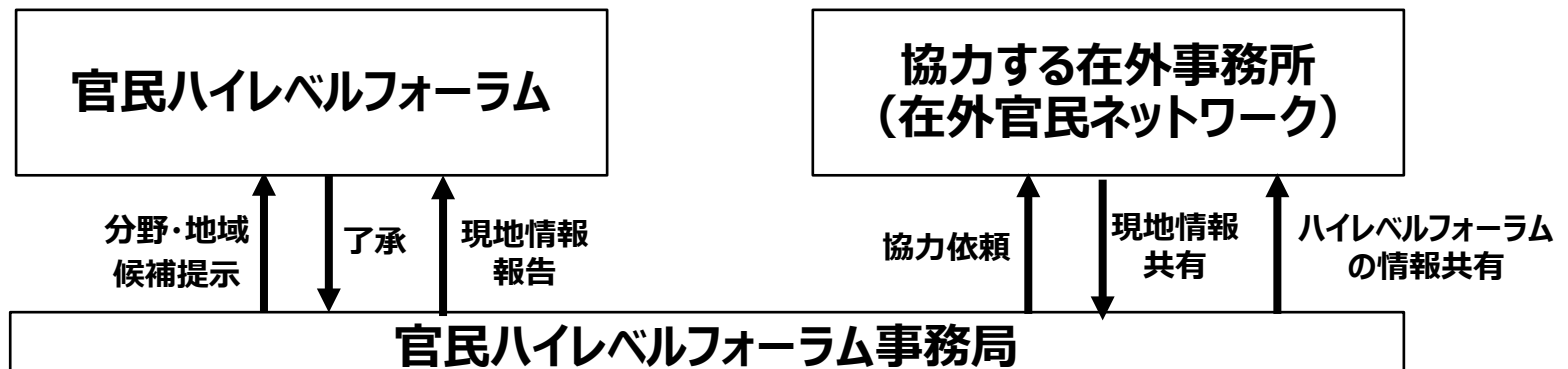 官民ハイレベルフォーラム
協力する在外事務所
（在外官民ネットワーク）
分野・地域
候補提示
了承
現地情報
報告
協力依頼
現地情報
共有
ハイレベルフォーラム
の情報共有
官民ハイレベルフォーラム事務局